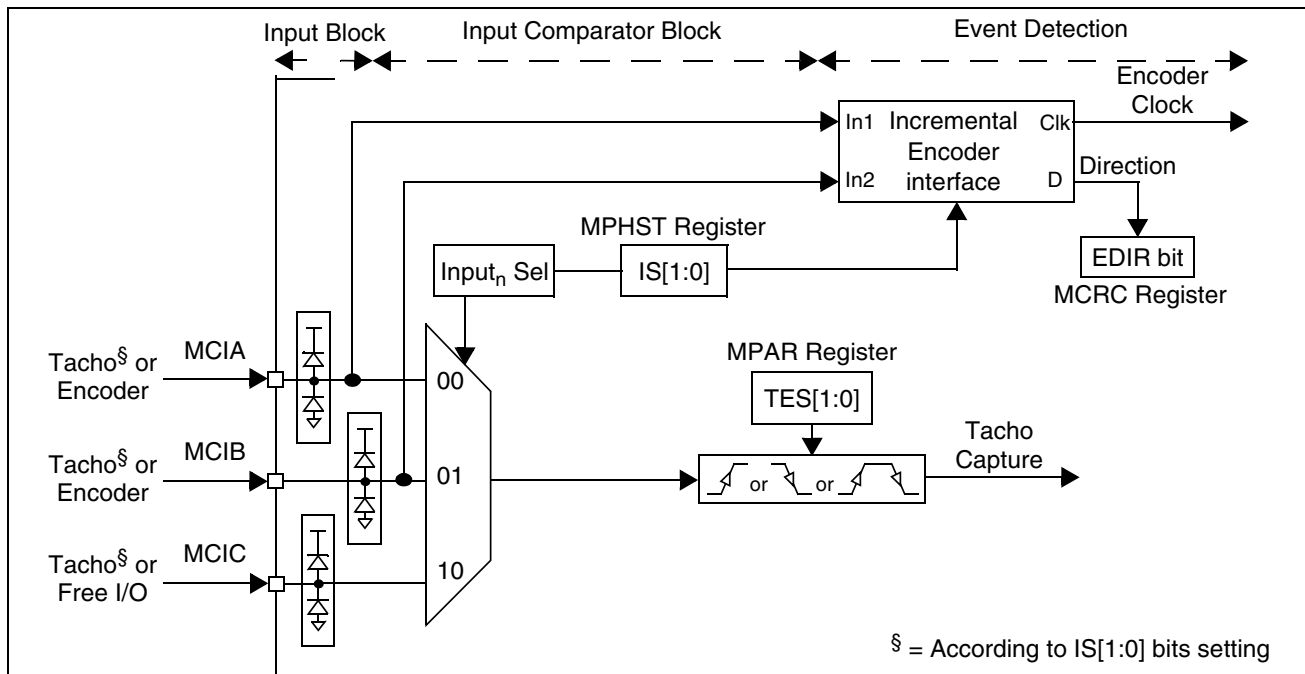 Input Block
Input Comparator Block
Event Detection
Encoder
Clock
In1
Incremental
Clk
Encoder
In2
interface
D
Direction
MPHST Register
Inputn Sel
IS[1:0]
EDIR bit
MCRC Register
Tacho§ or
Encoder
MCIA
00
MPAR Register
TES[1:0]
Tacho§ or
Encoder
MCIB
01
or
or
Tacho
Capture
Tacho§ or
Free I/O
MCIC
10
§ = According to IS[1:0] bits setting